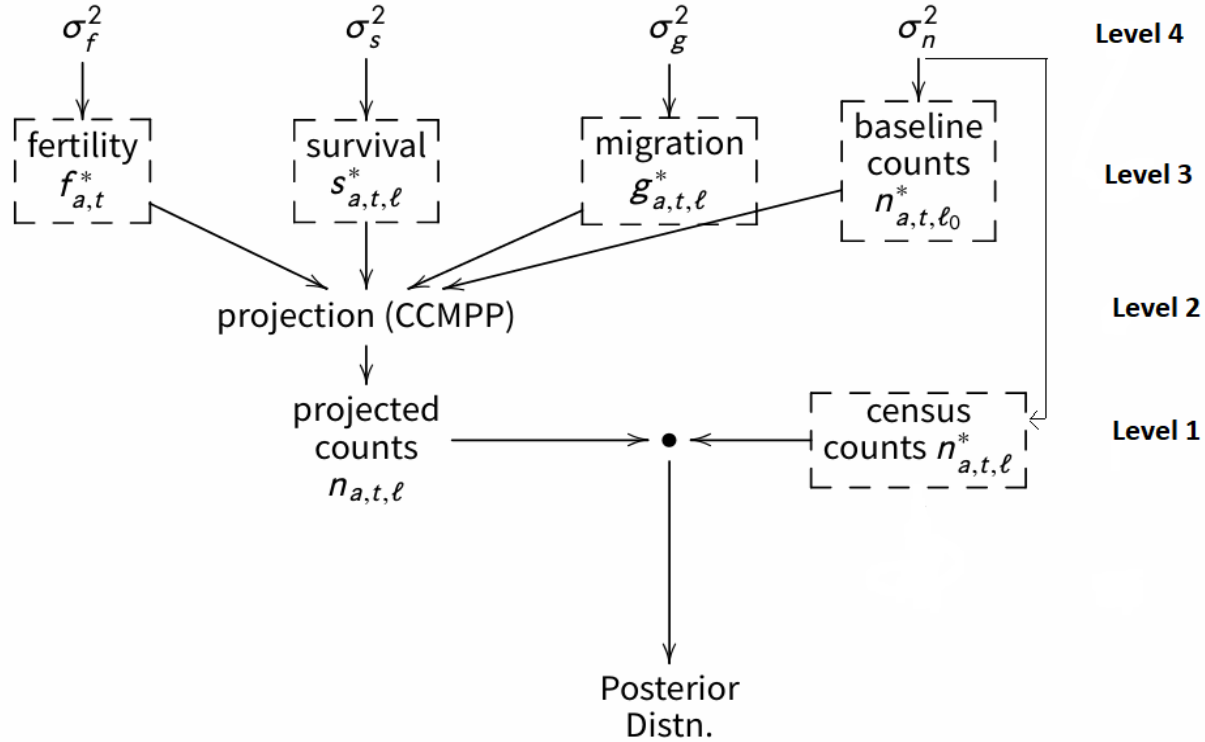 σ²_f σ²_s σ²_g σ²_n Level 4
fertility
f*_{a,t}
survival
s*_{a,t,ℓ}
migration
g*_{a,t,ℓ}
baseline
counts
n*_{a,t,ℓ₀}
Level 3
projection (CCMPP)
Level 2
projected
counts
n_{a,t,ℓ}
census
counts n*_{a,t,ℓ}
Level 1
Posterior
Distn.